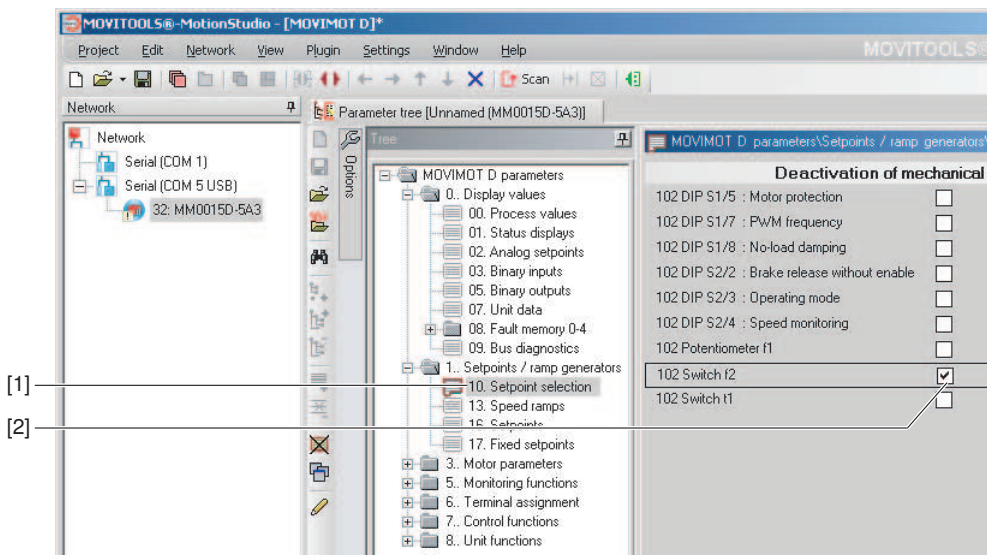 MOVITOOLS®-MotionStudio - [MOVIMOT D]*
Project Edit Network View Plugin Settings Window Help
MOVITOOLS®
Scan
Network
Parameter tree [Unnamed (MM0015D-5A3)]
Network
Serial (COM 1)
Serial (COM 5 USB)
32: MM0015D-5A3
Options
Tree
MOVIMOT D parameters
0.. Display values
00. Process values
01. Status displays
02. Analog setpoints
03. Binary inputs
05. Binary outputs
07. Unit data
08. Fault memory 0-4
09. Bus diagnostics
1.. Setpoints / ramp generators
10. Setpoint selection
13. Speed ramps
16. Setpoints
17. Fixed setpoints
3.. Motor parameters
5.. Monitoring functions
6.. Terminal assignment
7.. Control functions
8.. Unit functions
MOVIMOT D parameters\Setpoints / ramp generators\
Deactivation of mechanical
102 DIP S1/5 : Motor protection
102 DIP S1/7 : PWM frequency
102 DIP S1/8 : No-load damping
102 DIP S2/2 : Brake release without enable
102 DIP S2/3 : Operating mode
102 DIP S2/4 : Speed monitoring
102 Potentiometer f1
102 Switch f2
102 Switch t1
[1]
[2]